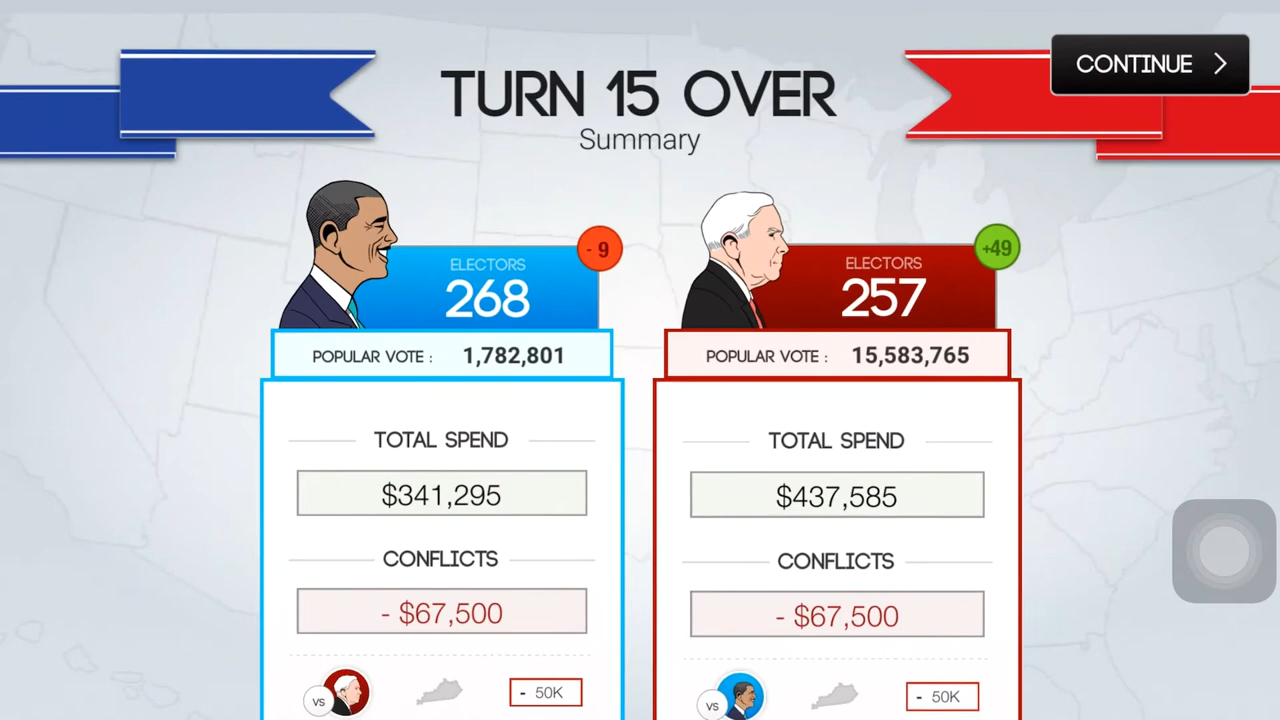 CONTINUE
TURN 15 OVER
Summary
ELECTORS
268
- 9
POPULAR VOTE : 1,782,801
TOTAL SPEND
$341,295
CONFLICTS
- $67,500
VS
- 50K
ELECTORS
257
+49
POPULAR VOTE : 15,583,765
TOTAL SPEND
$437,585
CONFLICTS
- $67,500
VS
- 50K